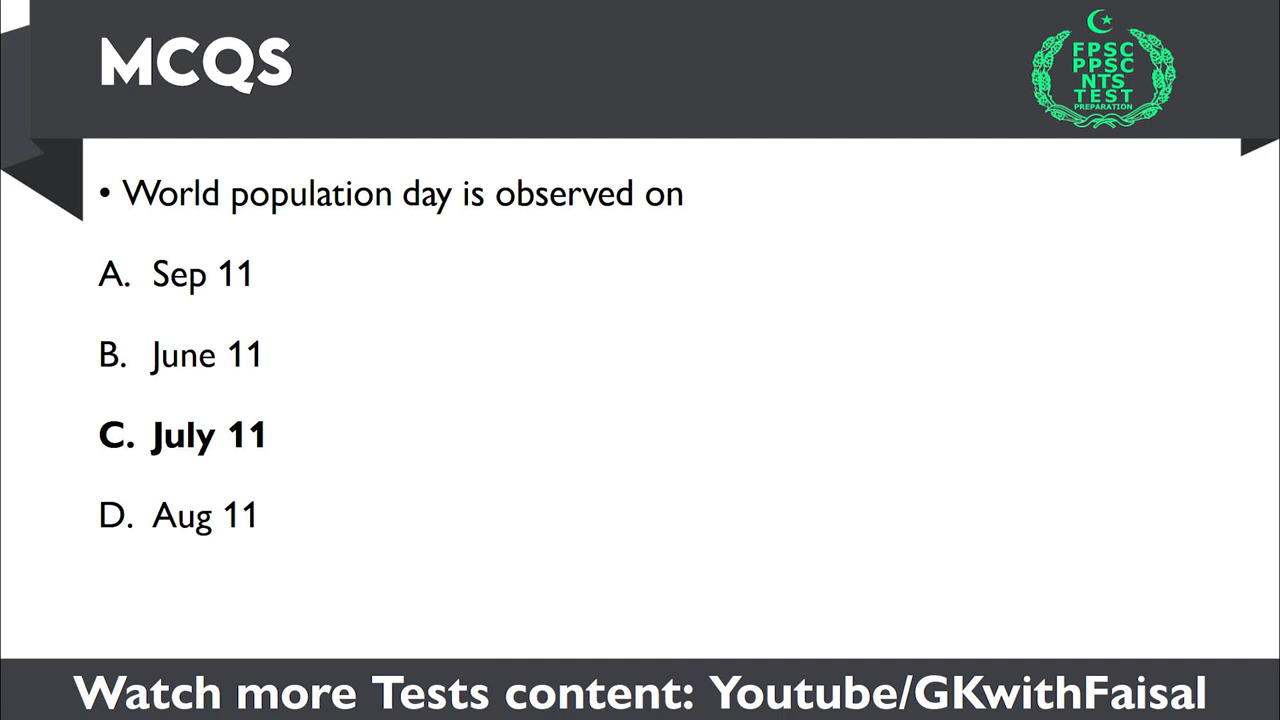 MCQS
FPSC
PPSC
NTS
TEST
PREPARATION
• World population day is observed on
A. Sep 11
B. June 11
C. July 11
D. Aug 11
Watch more Tests content: Youtube/GKwithFaisal